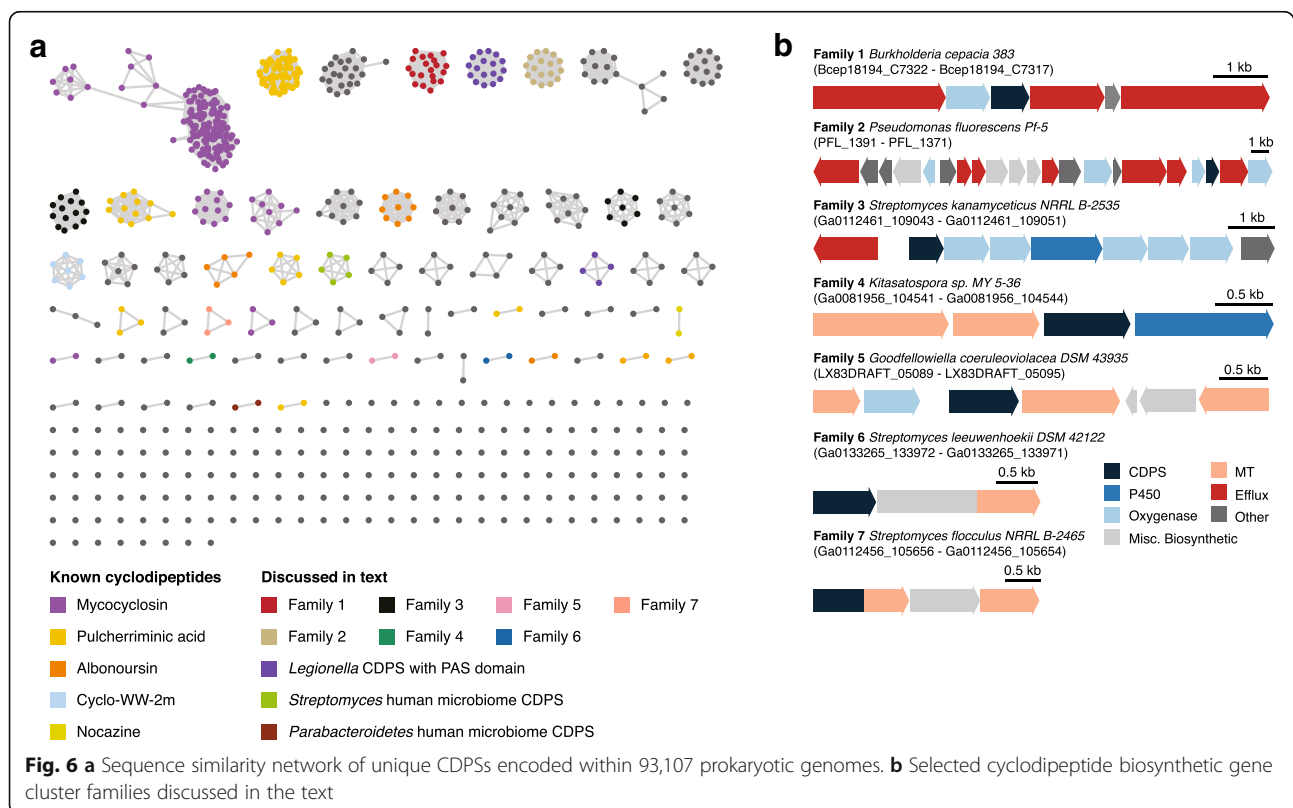 a
b
Family 1 Burkholderia cepacia 383
(Bcep18194_C7322 - Bcep18194_C7317)
1 kb
Family 2 Pseudomonas fluorescens Pf-5
(PFL_1391 - PFL_1371)
1 kb
Family 3 Streptomyces kanamyceticus NRRL B-2535
(Ga0112461_109043 - Ga0112461_109051)
1 kb
Family 4 Kitasatospora sp. MY 5-36
(Ga0081956_104541 - Ga0081956_104544)
0.5 kb
Family 5 Goodfellowiella coeruleoviolacea DSM 43935
(LX83DRAFT_05089 - LX83DRAFT_05095)
0.5 kb
Family 6 Streptomyces leeuwenhoekii DSM 42122
(Ga0133265_133972 - Ga0133265_133971)
0.5 kb
Family 7 Streptomyces flocculus NRRL B-2465
(Ga0112456_105656 - Ga0112456_105654)
0.5 kb
CDPS
MT
P450
Efflux
Oxygenase
Other
Misc. Biosynthetic
Known cyclodipeptides
Mycocyclosin
Pulcherriminic acid
Albonoursin
Cyclo-WW-2m
Nocazine
Discussed in text
Family 1
Family 3
Family 5
Family 7
Family 2
Family 4
Family 6
Legionella CDPS with PAS domain
Streptomyces human microbiome CDPS
Parabacteroidetes human microbiome CDPS
Fig. 6 a Sequence similarity network of unique CDPSs encoded within 93,107 prokaryotic genomes. b Selected cyclodipeptide biosynthetic gene
cluster families discussed in the text